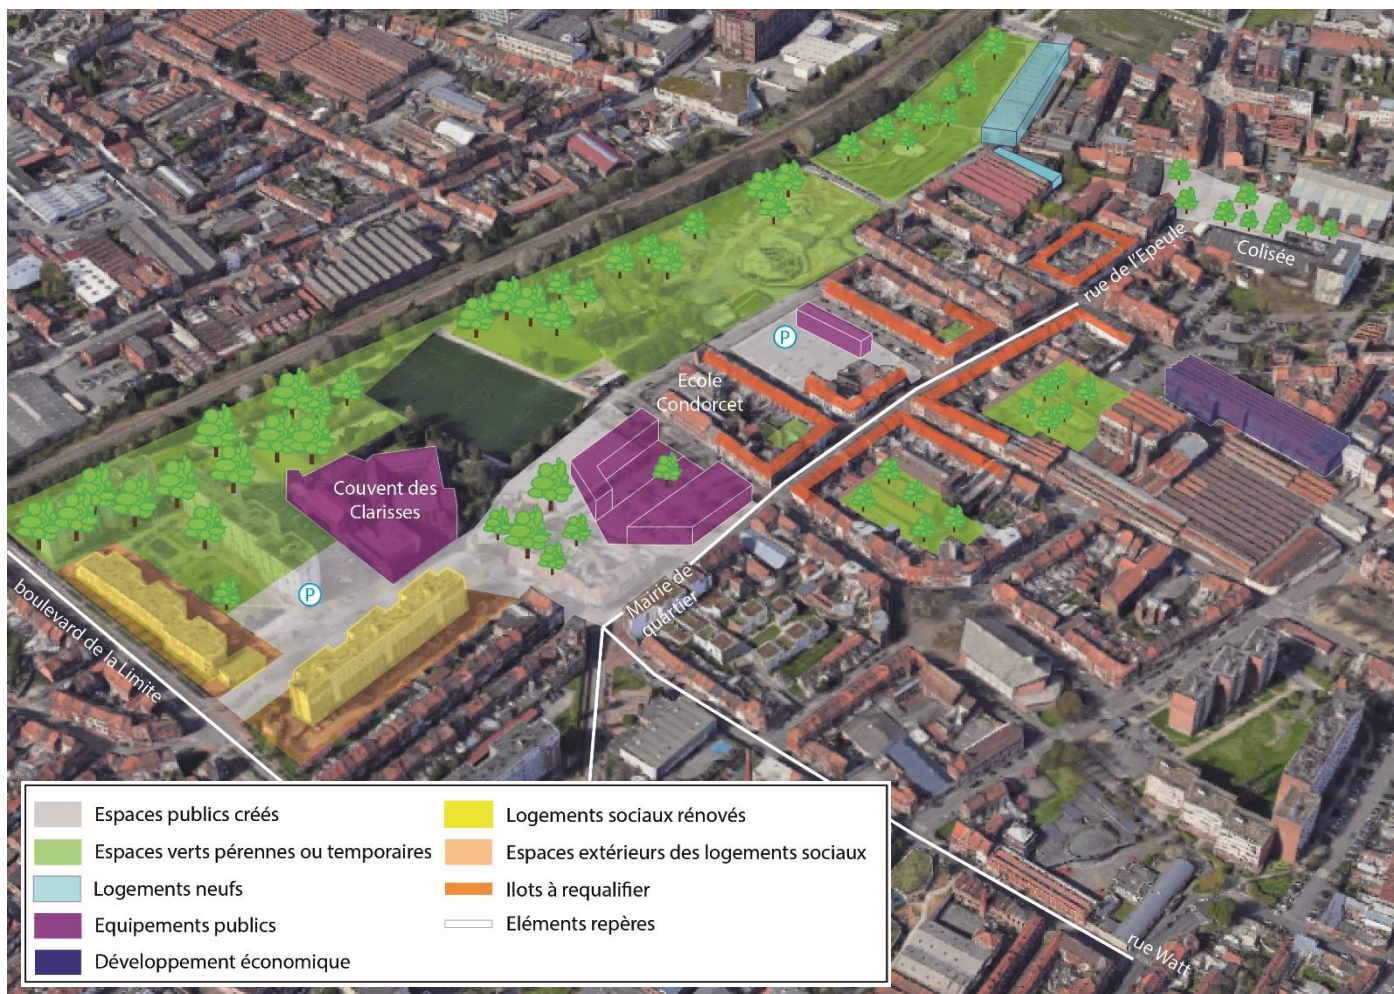 Colisée
rue de l'Epeule
P
Ecole
Condorcet
Couvent des
Clarisses
P
Mairie de
quartier
boulevard de la Limite
rue Watt
Espaces publics créés
Espaces verts pérennes ou temporaires
Logements neufs
Equipements publics
Développement économique
Logements sociaux rénovés
Espaces extérieurs des logements sociaux
Ilots à requalifier
Eléments repères